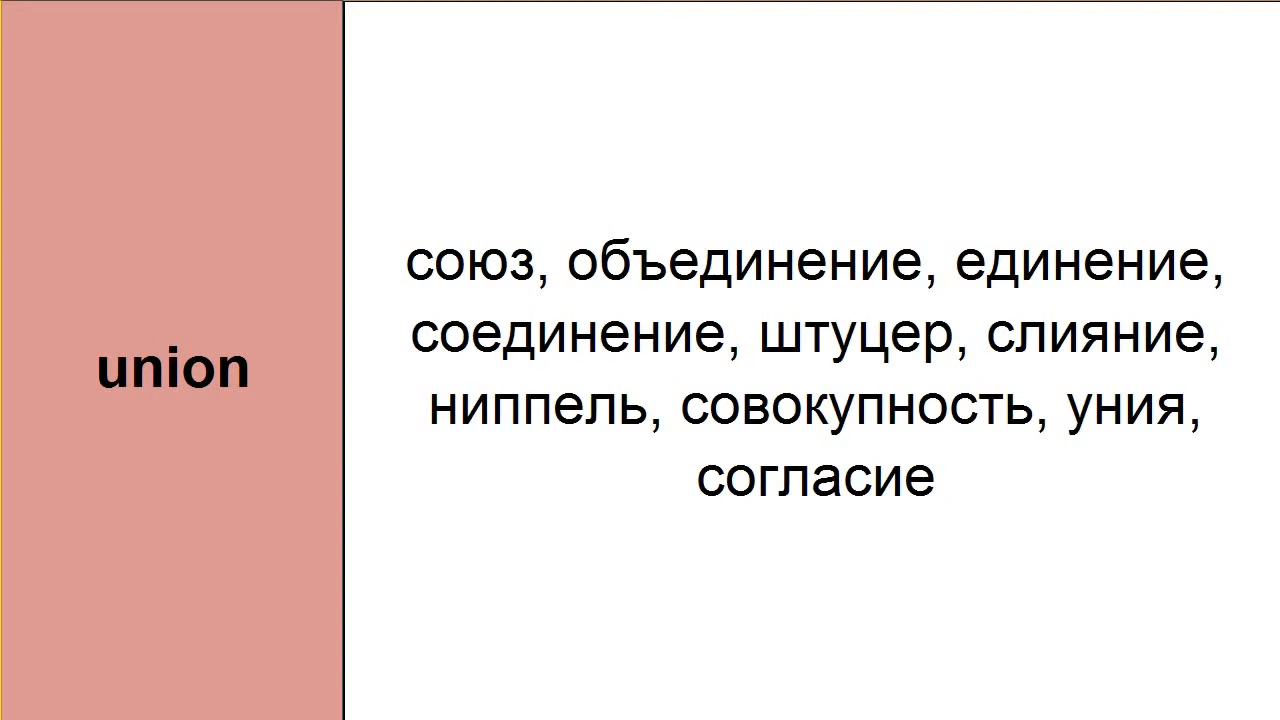 union
союз, объединение, единение,
соединение, штуцер, слияние,
ниппель, совокупность, уния,
согласие